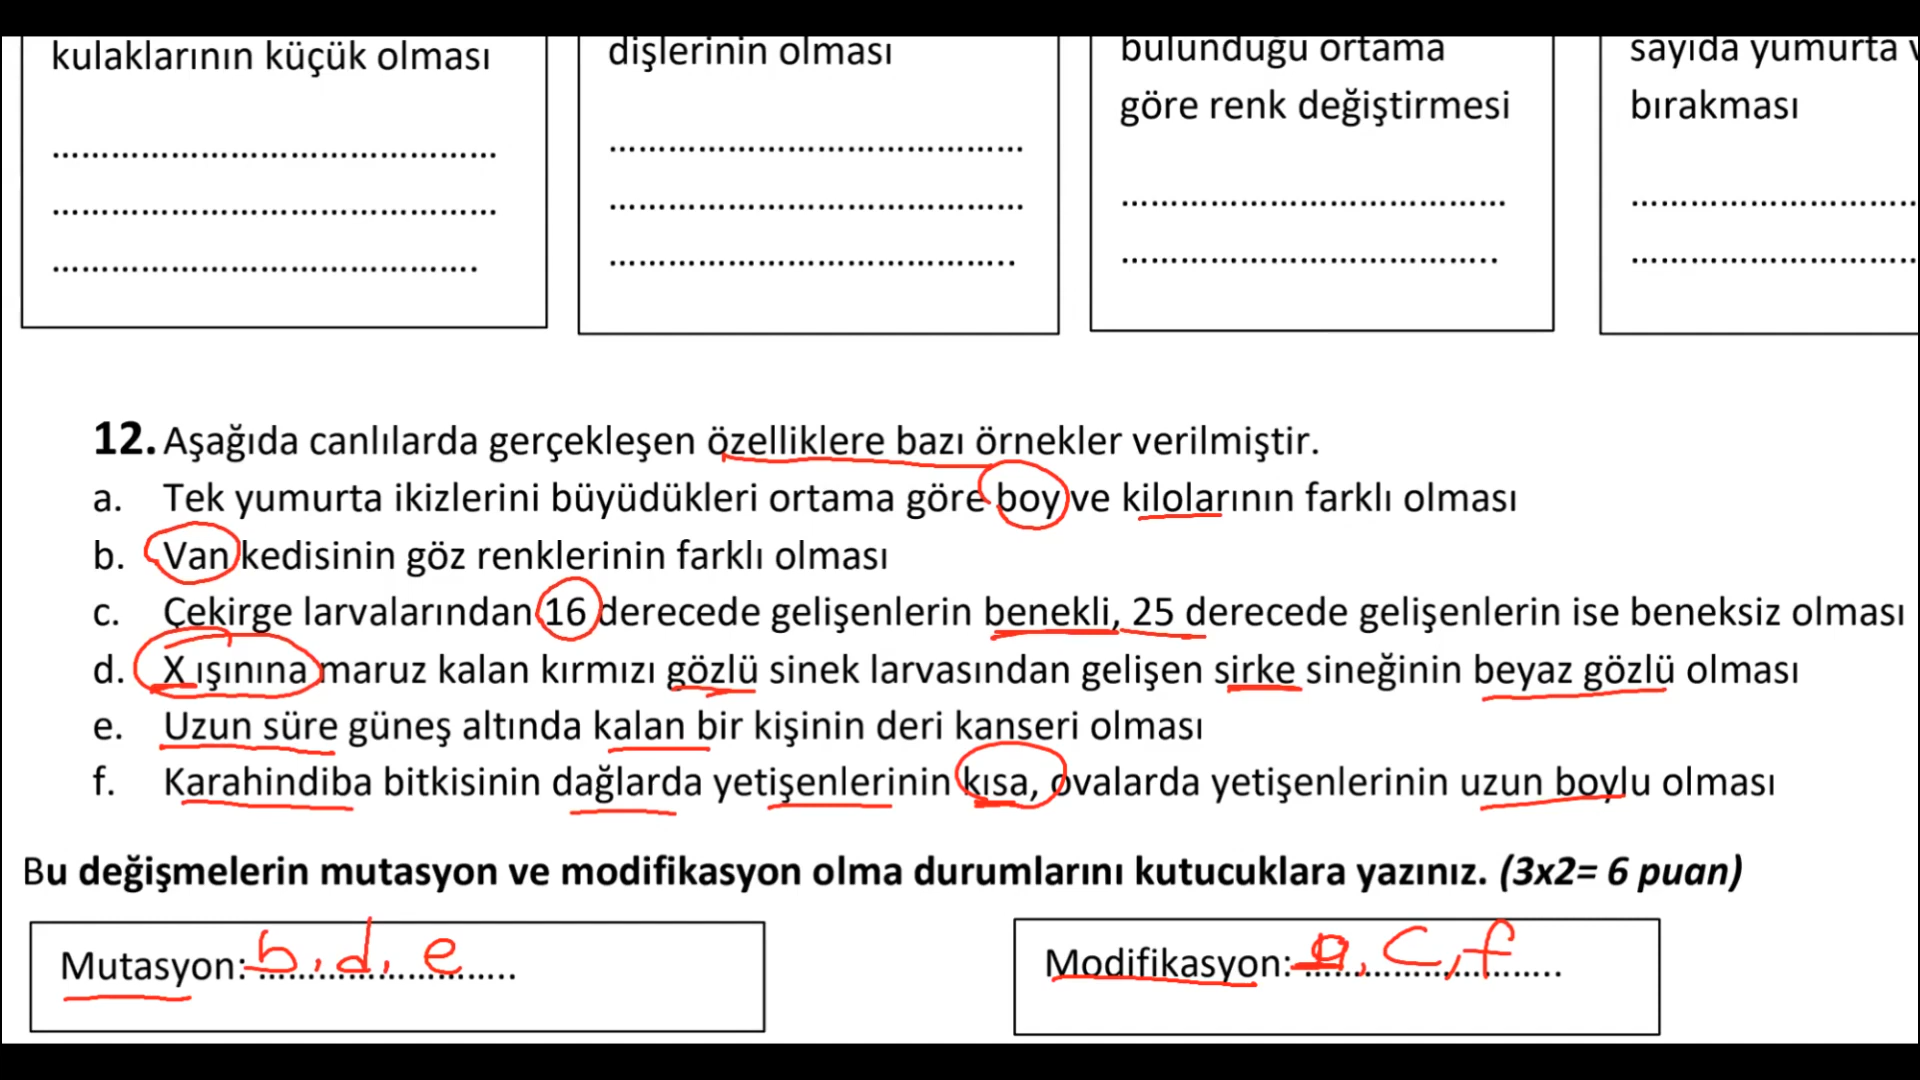 kulaklarının küçük olması
dişlerinin olması
bulunduğu ortama
göre renk değiştirmesi
sayıda yumurta
bırakması
12. Aşağıda canlılarda gerçekleşen özelliklere bazı örnekler verilmiştir.
a. Tek yumurta ikizlerini büyüdükleri ortama göre boy ve kilolarının farklı olması
b. Van kedisinin göz renklerinin farklı olması
c. Çekirge larvalarından 16 derecede gelişenlerin benekli, 25 derecede gelişenlerin ise beneksiz olması
d. X ışınına maruz kalan kırmızı gözlü sinek larvasından gelişen sirke sineğinin beyaz gözlü olması
e. Uzun süre güneş altında kalan bir kişinin deri kanseri olması
f. Karahindiba bitkisinin dağlarda yetişenlerinin kısa, ovalarda yetişenlerinin uzun boylu olması
Bu değişmelerin mutasyon ve modifikasyon olma durumlarını kutucuklara yazınız. (3x2= 6 puan)
Mutasyon: b, d, e
Modifikasyon: a, c, f